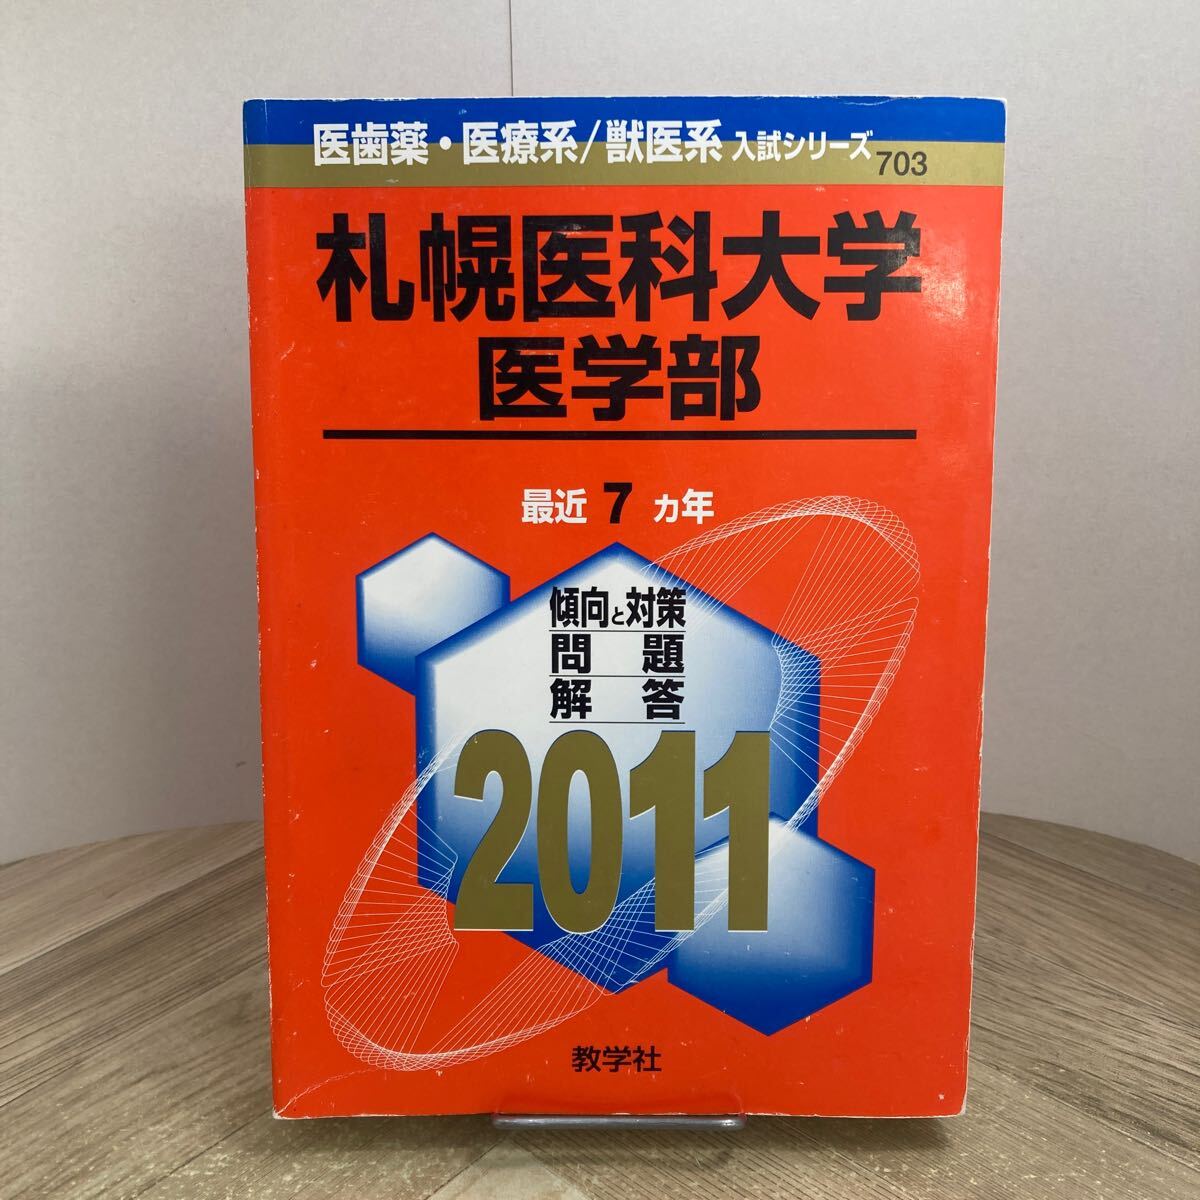 医歯薬・医療系/獣医系 入試シリーズ 703
札幌医科大学
医学部
最近 7 ヵ年
傾向と対策
問題
解答
2011
教学社